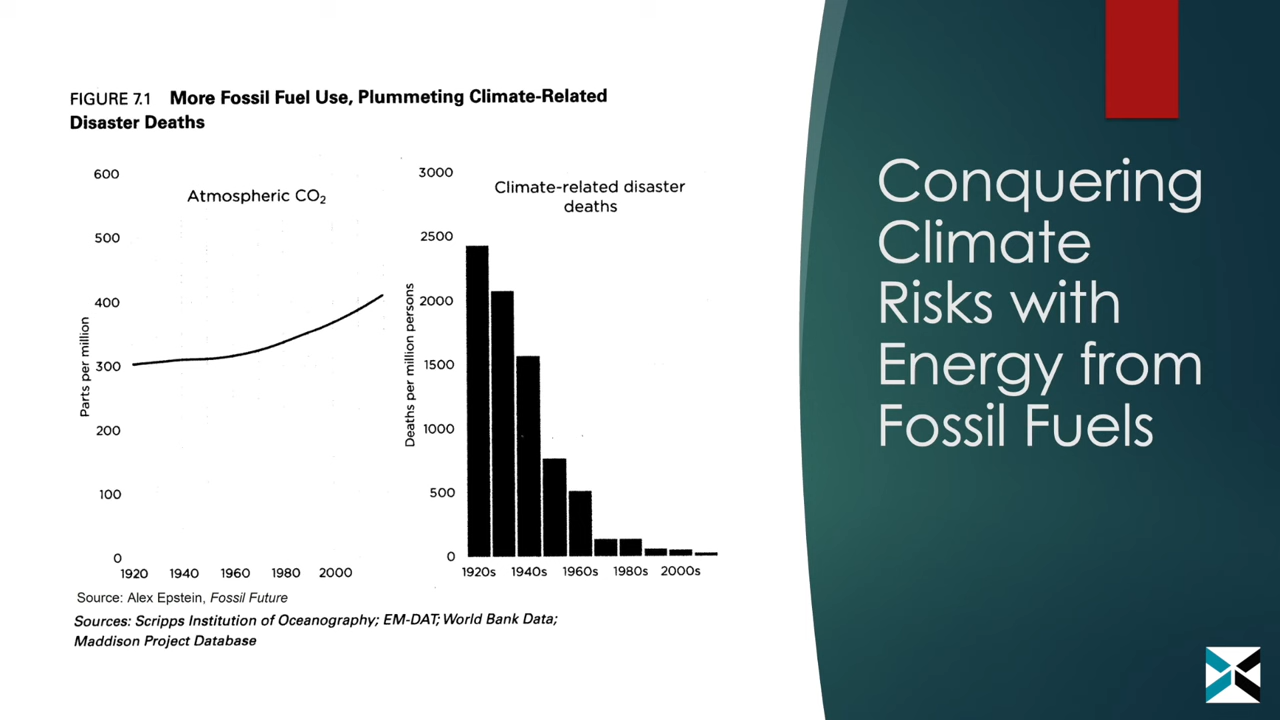 FIGURE 7.1 More Fossil Fuel Use, Plummeting Climate-Related
Disaster Deaths
Atmospheric CO₂
600
500
400
300
200
100
0
Parts per million
1920 1940 1960 1980 2000
Climate-related disaster
deaths
3000
2500
2000
1500
1000
500
0
Deaths per million persons
1920s 1940s 1960s 1980s 2000s
Source: Alex Epstein, Fossil Future
Sources: Scripps Institution of Oceanography; EM-DAT; World Bank Data;
Maddison Project Database
Conquering
Climate
Risks with
Energy from
Fossil Fuels